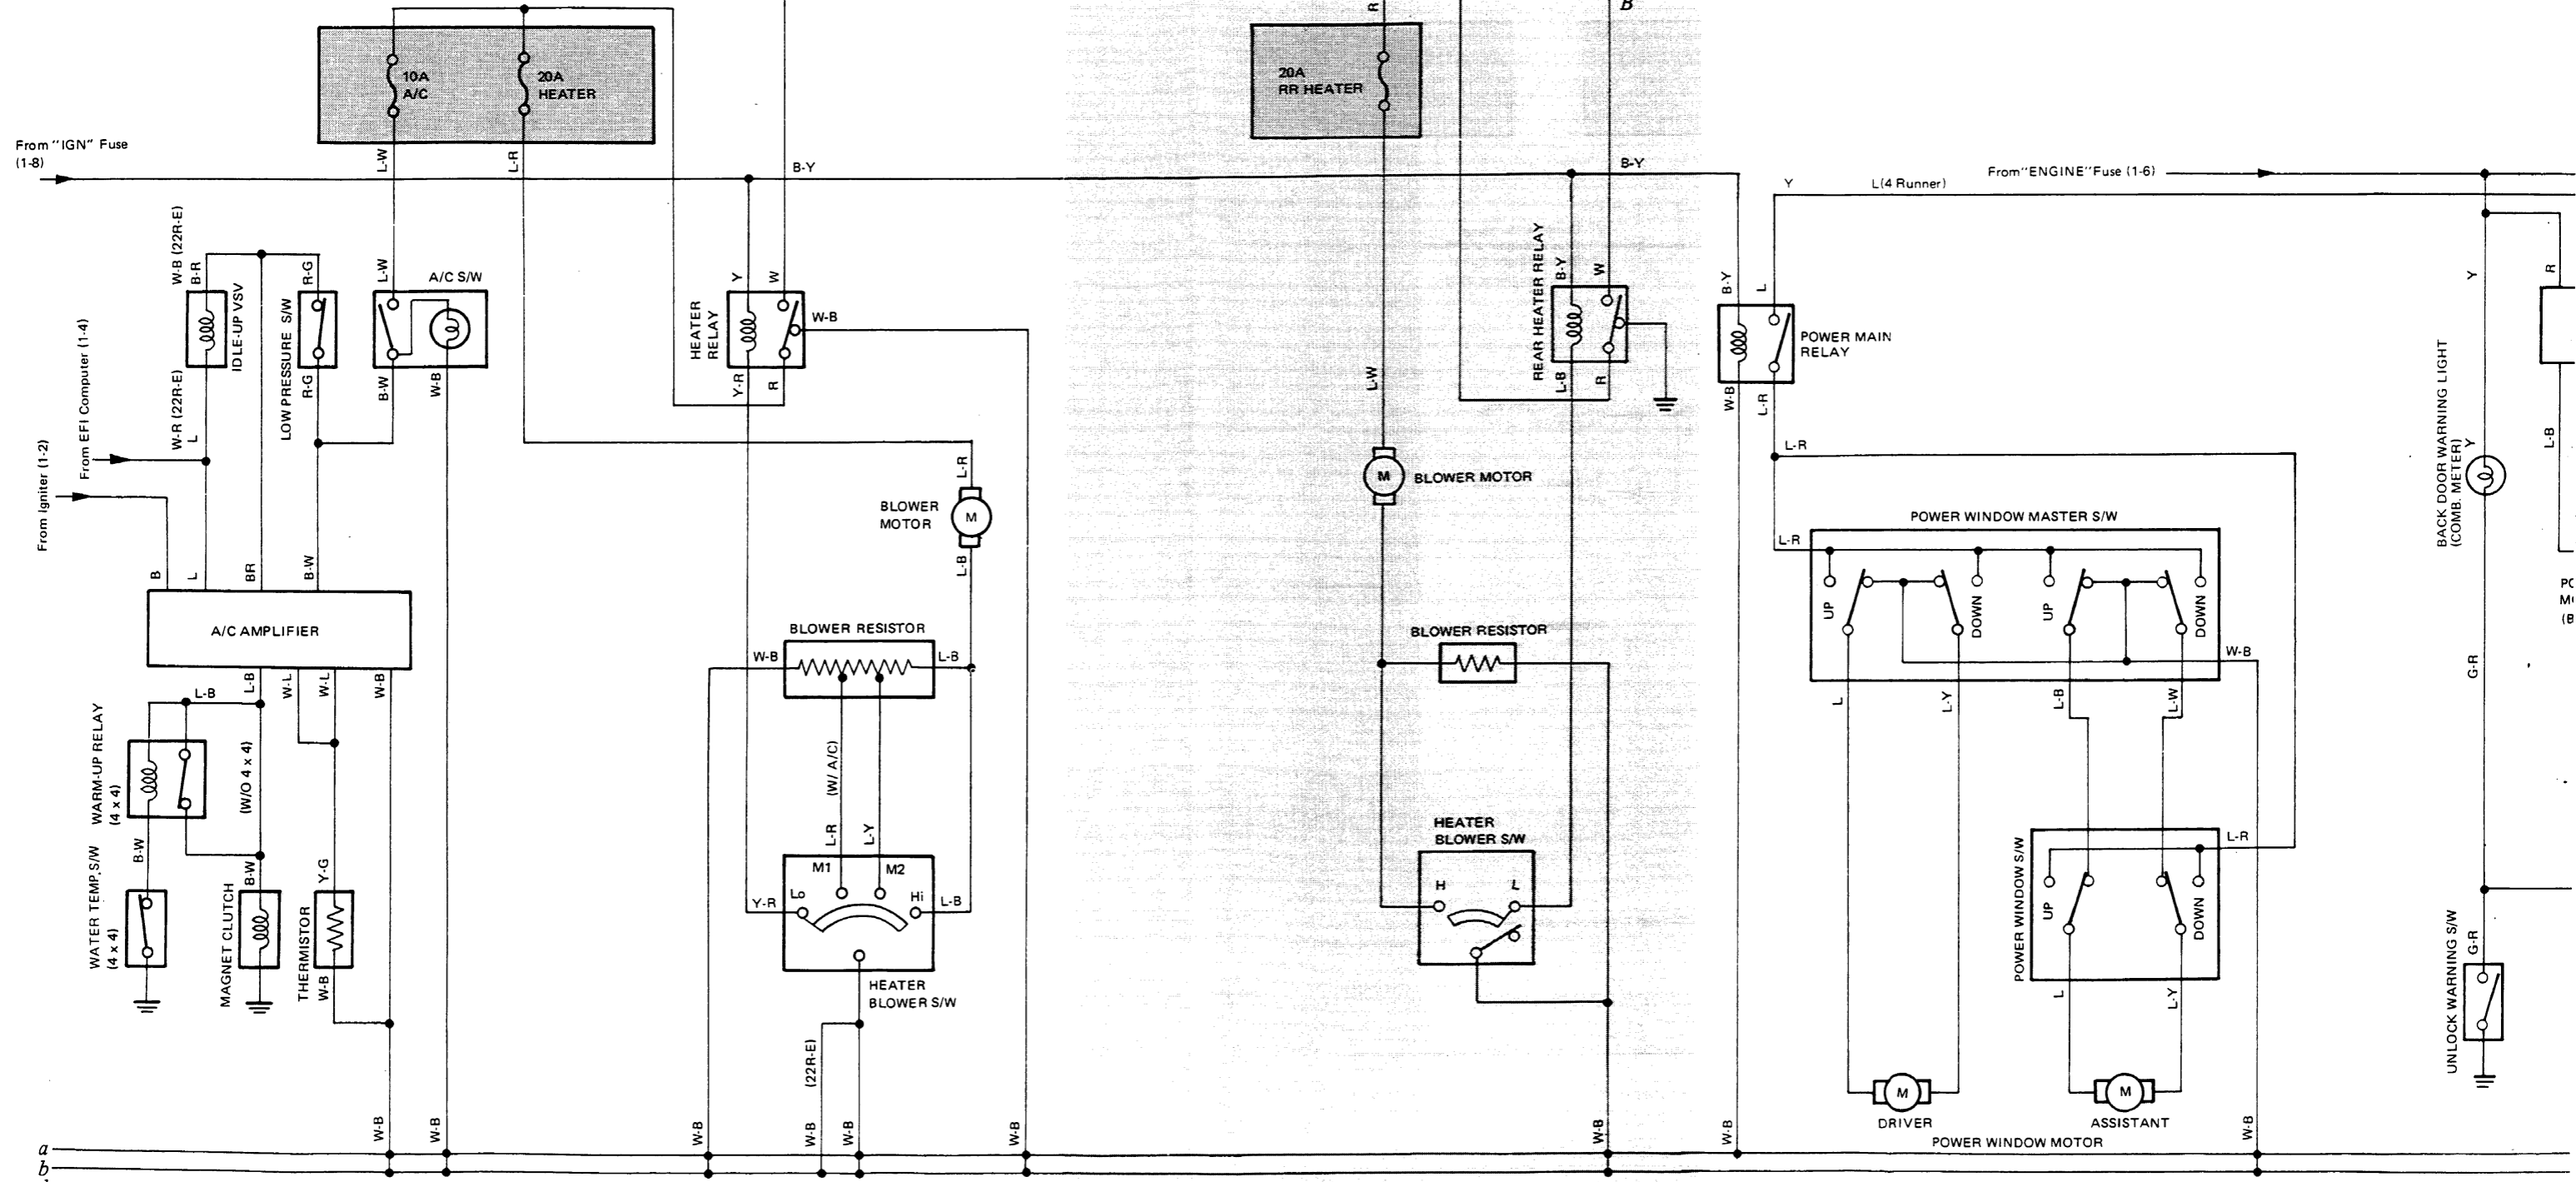 R
B
10A
A/C
20A
HEATER
20A
RR HEATER
From "IGN" Fuse
(1-8)
L-W
L-R
B-Y
B-Y
From "ENGINE" Fuse (1-6)
Y
L(4 Runner)
W-B (22R-E)
B-R
IDLE-UP VSV
W-R (22R-E)
L
R-G
LOW PRESSURE S/W
R-G
L-W
A/C S/W
B-W
W-B
From EFI Computer (1-4)
From Igniter (1-2)
B
L
BR
B-W
A/C AMPLIFIER
Y
W
HEATER
RELAY
W-B
Y-R
R
L-R
BLOWER
MOTOR
M
L-B
BLOWER RESISTOR
W-B
L-B
(W/ A/C)
L-R
L-Y
M1
M2
Lo
Hi
Y-R
L-B
HEATER
BLOWER S/W
(22R-E)
L-B
L-B
W-L
W-L
W-B
WARM-UP RELAY
(4 x 4)
(W/O 4 x 4)
B-W
WATER TEMP, S/W
(4 x 4)
B-W
MAGNET CLUTCH
Y-G
THERMISTOR
W-B
L-W
M
BLOWER MOTOR
REAR HEATER RELAY
B-Y
W
L-B
R
BLOWER RESISTOR
HEATER
BLOWER S/W
H
L
B-Y
L
POWER MAIN
RELAY
W-B
L-R
L-R
POWER WINDOW MASTER S/W
L-R
UP
DOWN
UP
DOWN
W-B
L
L-Y
L-B
L-W
POWER WINDOW S/W
L-R
UP
DOWN
L
L-Y
M
M
DRIVER
ASSISTANT
POWER WINDOW MOTOR
Y
BACK DOOR WARNING LIGHT
(COMB. METER)
Y
G-R
G-R
UNLOCK WARNING S/W
R
L-B
PO
M
(B
W-B
W-B
W-B
W-B
W-B
W-B
W-B
W-B
W-B
a
b